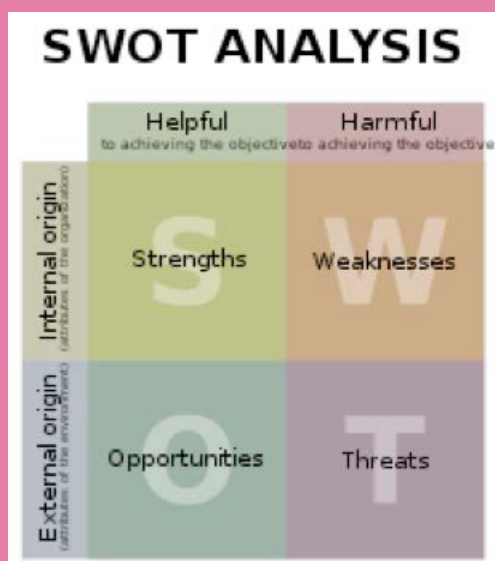 SWOT ANALYSIS
Helpful
to achieving the objective
Harmful
to achieving the objective
Internal origin
(attributes of the organization)
S
Strengths
W
Weaknesses
External origin
(attributes of the environment)
O
Opportunities
T
Threats